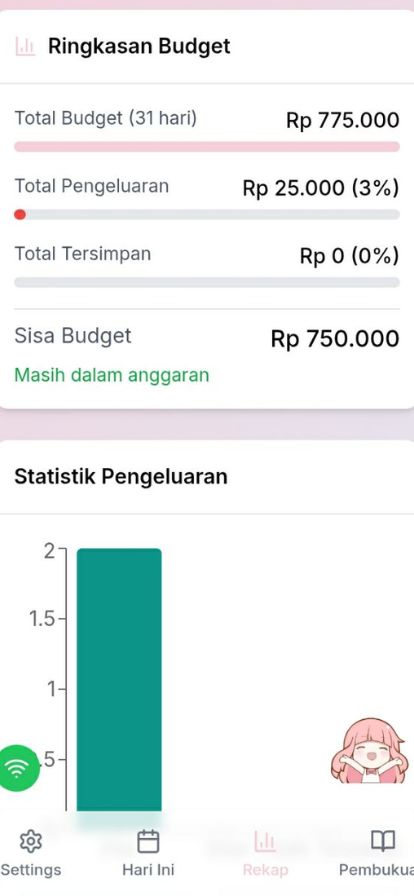 Ringkasan Budget
Total Budget (31 hari) Rp 775.000
Total Pengeluaran Rp 25.000 (3%)
Total Tersimpan Rp 0 (0%)
Sisa Budget Rp 750.000
Masih dalam anggaran
Statistik Pengeluaran
2
1.5
1
.5
Settings Hari Ini Rekap Pembukua